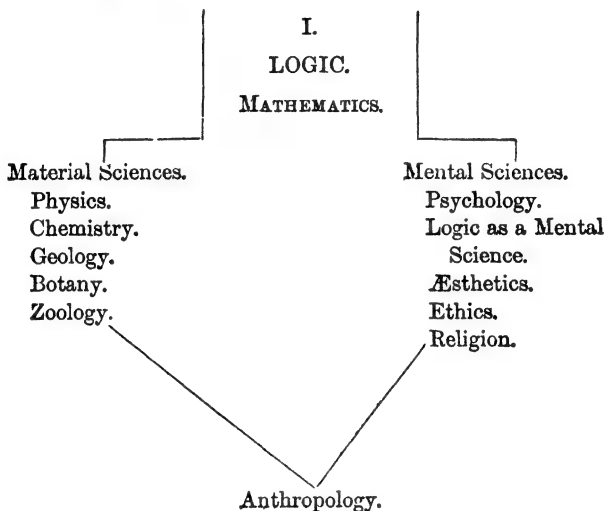 I.
LOGIC.
MATHEMATICS.
Material Sciences.
Physics.
Chemistry.
Geology.
Botany.
Zoology.
Mental Sciences.
Psychology.
Logic as a Mental
Science.
Æsthetics.
Ethics.
Religion.
Anthropology.